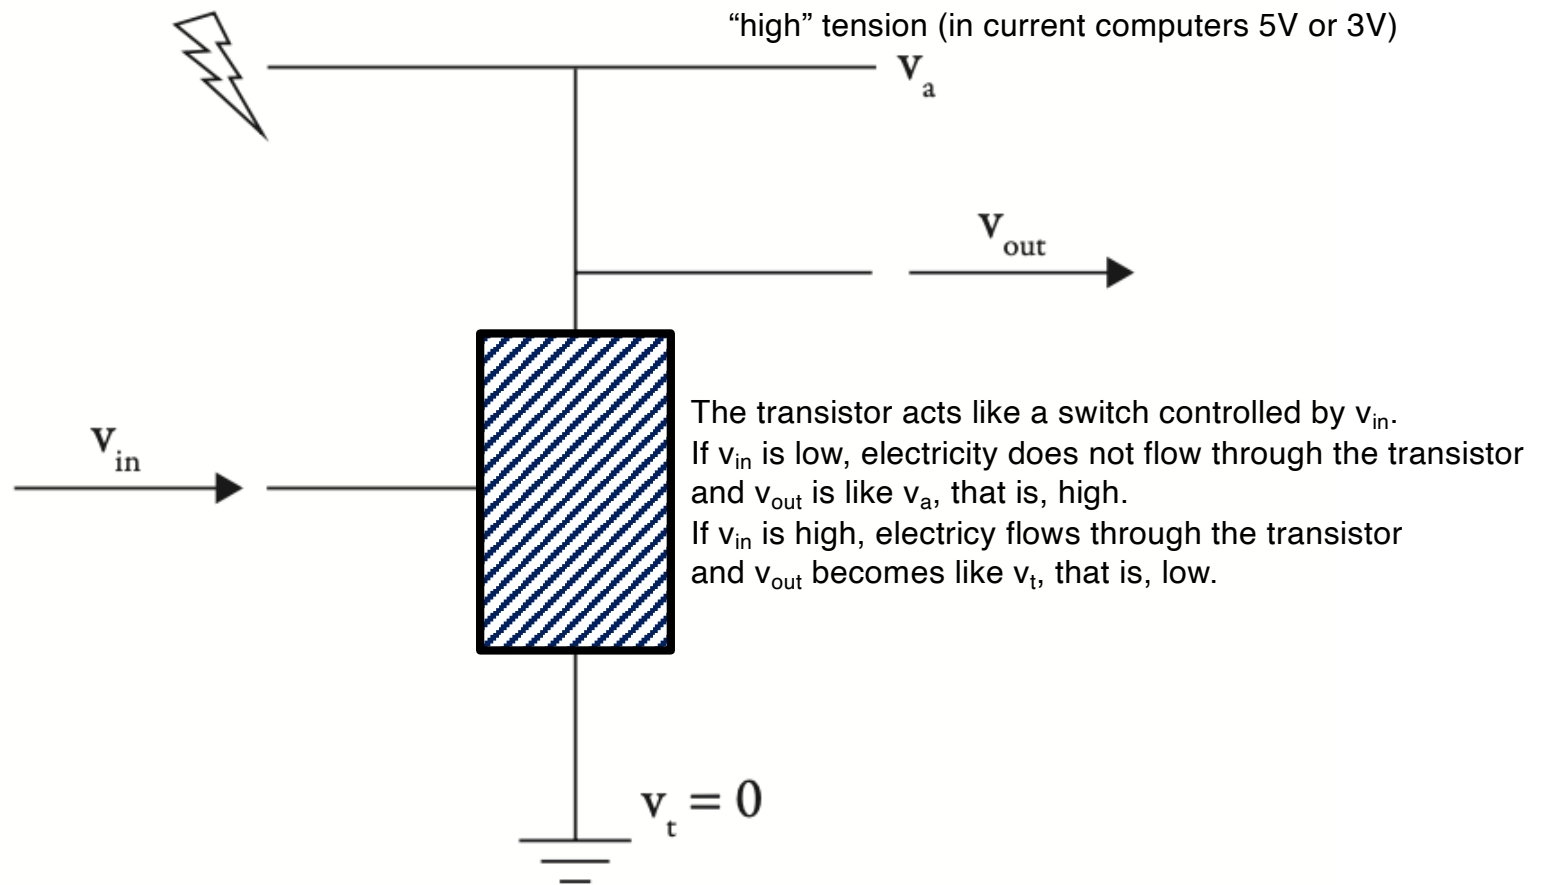 “high” tension (in current computers 5V or 3V)
va
vout
The transistor acts like a switch controlled by vin.
vin
If vin is low, electricity does not flow through the transistor
and vout is like va, that is, high.
If vin is high, electricy flows through the transistor
and vout becomes like vt, that is, low.
vt = 0